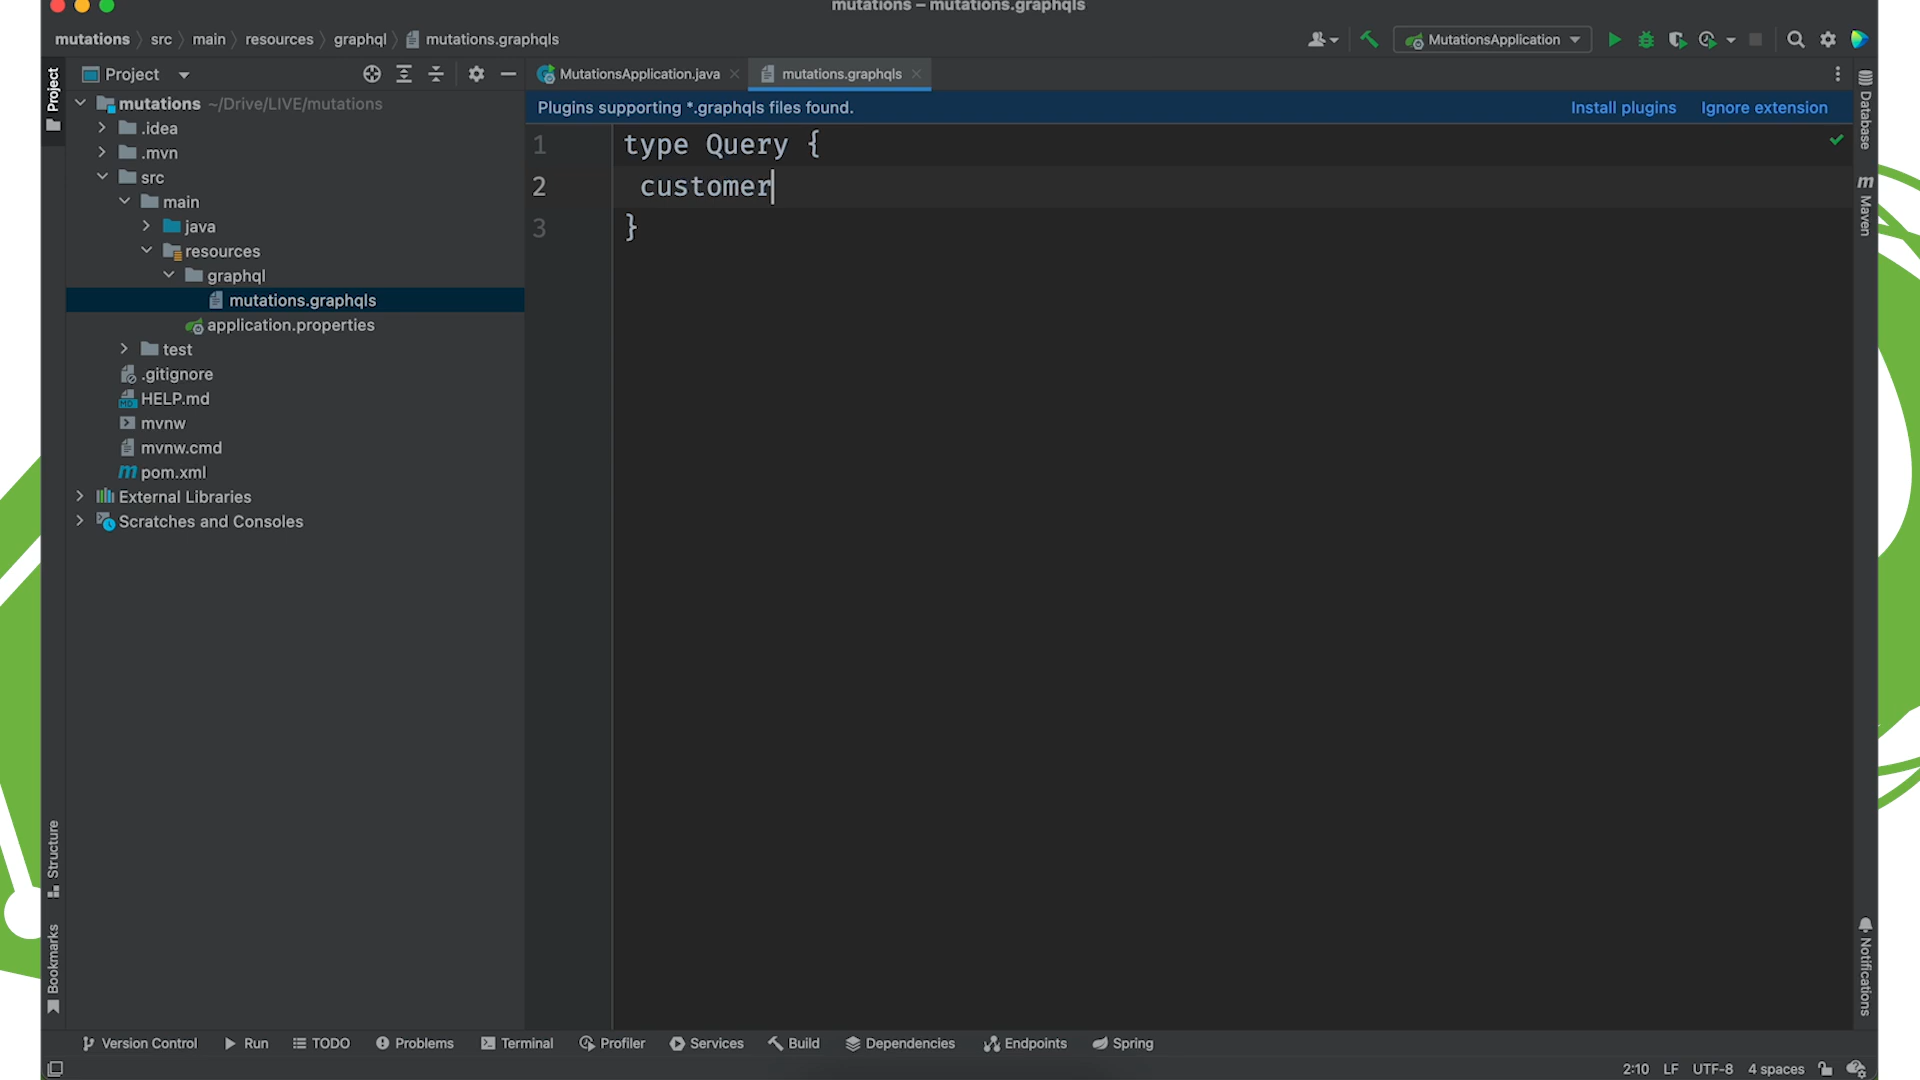 mutations – mutations.graphqls
mutations src main resources graphql mutations.graphqls
MutationsApplication
Project
Project
MutationsApplication.java
mutations.graphqls
Plugins supporting *.graphqls files found.
Install plugins
Ignore extension
mutations ~/Drive/LIVE/mutations
.idea
.mvn
src
main
java
resources
graphql
mutations.graphqls
application.properties
test
.gitignore
HELP.md
mvnw
mvnw.cmd
pom.xml
External Libraries
Scratches and Consoles
1 type Query {
2 customer
3 }
Database
m Maven
Notifications
Structure
Bookmarks
Version Control Run TODO Problems Terminal Profiler Services Build Dependencies Endpoints Spring
2:10 LF UTF-8 4 spaces